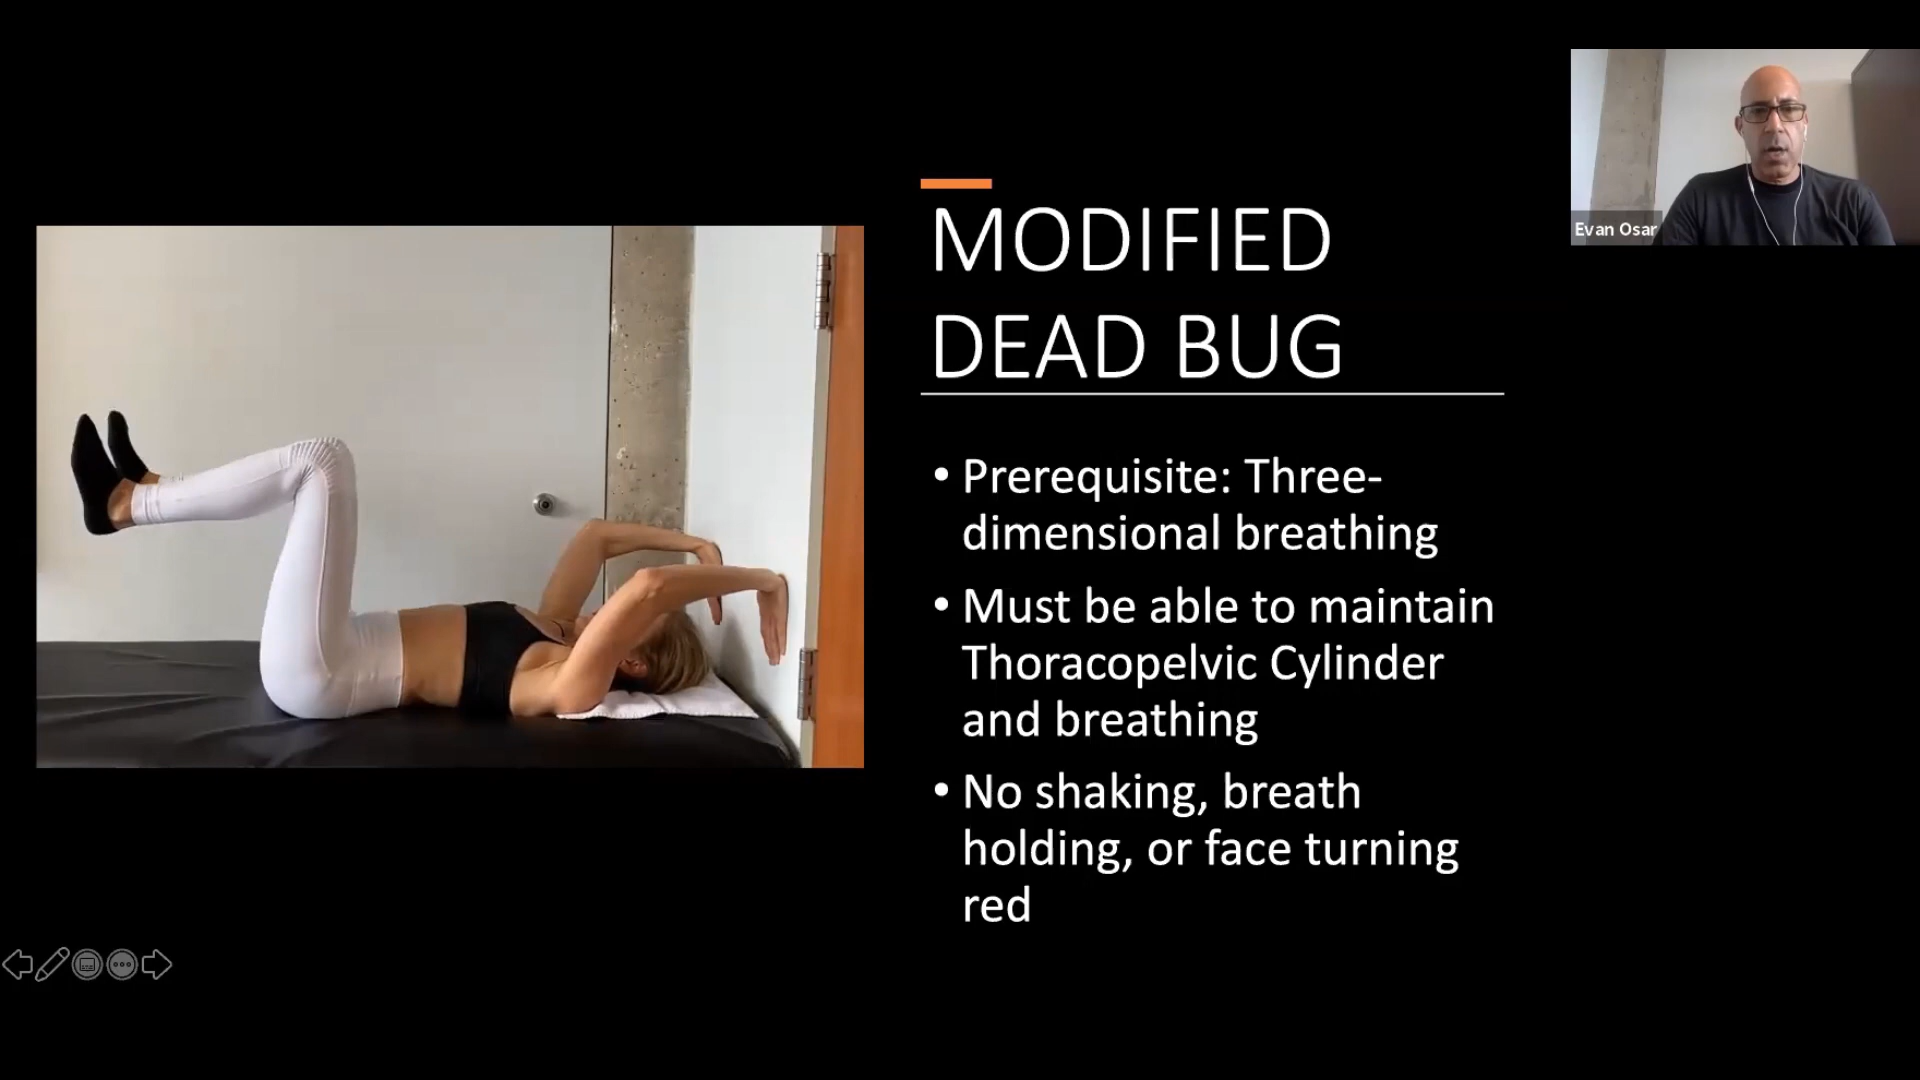 MODIFIED
DEAD BUG
• Prerequisite: Three-
dimensional breathing
• Must be able to maintain
Thoracopelvic Cylinder
and breathing
• No shaking, breath
holding, or face turning
red
Evan Osar